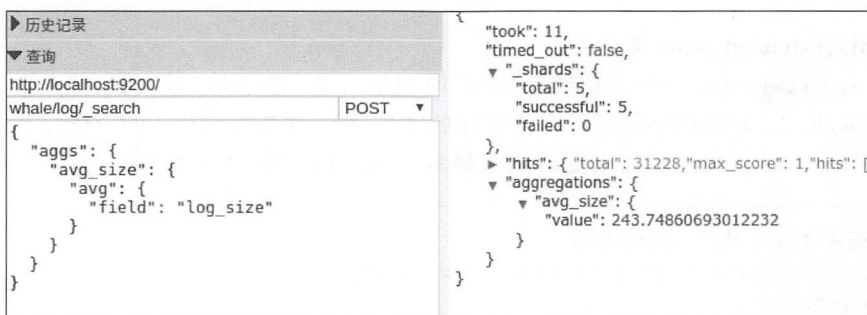 ▶历史记录
▼查询
http://localhost:9200/
whale/log/_search POST ▼
{
"aggs": {
"avg_size": {
"avg": {
"field": "log_size"
}
}
}
}
{
"took": 11,
"timed_out": false,
▼ "_shards": {
"total": 5,
"successful": 5,
"failed": 0
},
▶ "hits": { "total": 31228,"max_score": 1,"hits": [
▼ "aggregations": {
▼ "avg_size": {
"value": 243.74860693012232
}
}
}